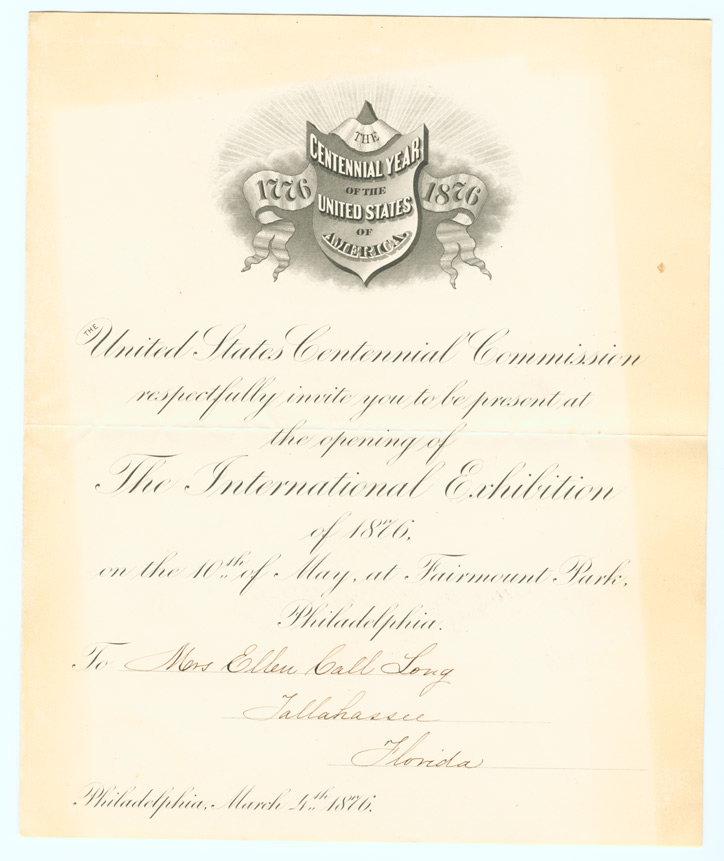 THE
CENTENNIAL YEAR
OF THE
1776 UNITED STATES 1876
OF
AMERICA.
THE United States Centennial Commission
respectfully invite you to be present at
the opening of
The International Exhibition
of 1876,
on the 10th of May, at Fairmount Park,
Philadelphia.
To Mrs Ellen Call Long
Tallahassee
Florida
Philadelphia, March 4th 1876.